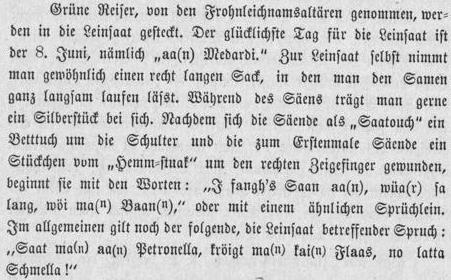 Grüne Reiser, von den Frohnleichnamsaltären genommen, wer-
den in die Leinsaat gesteckt. Der glücklichste Tag für die Leinsaat ist
der 8. Juni, nämlich „aa(n) Medardi.“ Zur Leinsaat selbst nimmt
man gewöhnlich einen recht langen Sack, in den man den Samen
ganz langsam laufen läßt. Während des Säens trägt man gerne
ein Silberstück bei sich. Nachdem sich die Säende als „Saatouch“ ein
Betttuch um die Schulter und die zum Erstenmale Säende ein
Stückchen vom „Hemm-stuak“ um den rechten Zeigefinger gewunden,
beginnt sie mit den Worten: „I fangh's Saan aa(n), wüa(r) sa
lang, wöi ma(n) Baan(n),“ oder mit einem ähnlichen Sprüchlein.
Im allgemeinen gilt noch der folgende, die Leinsaat betreffender Spruch:
„Saat ma(n) aa(n) Petronella, kröigt ma(n) kai(n) Flaas, no latta
Schmella!“